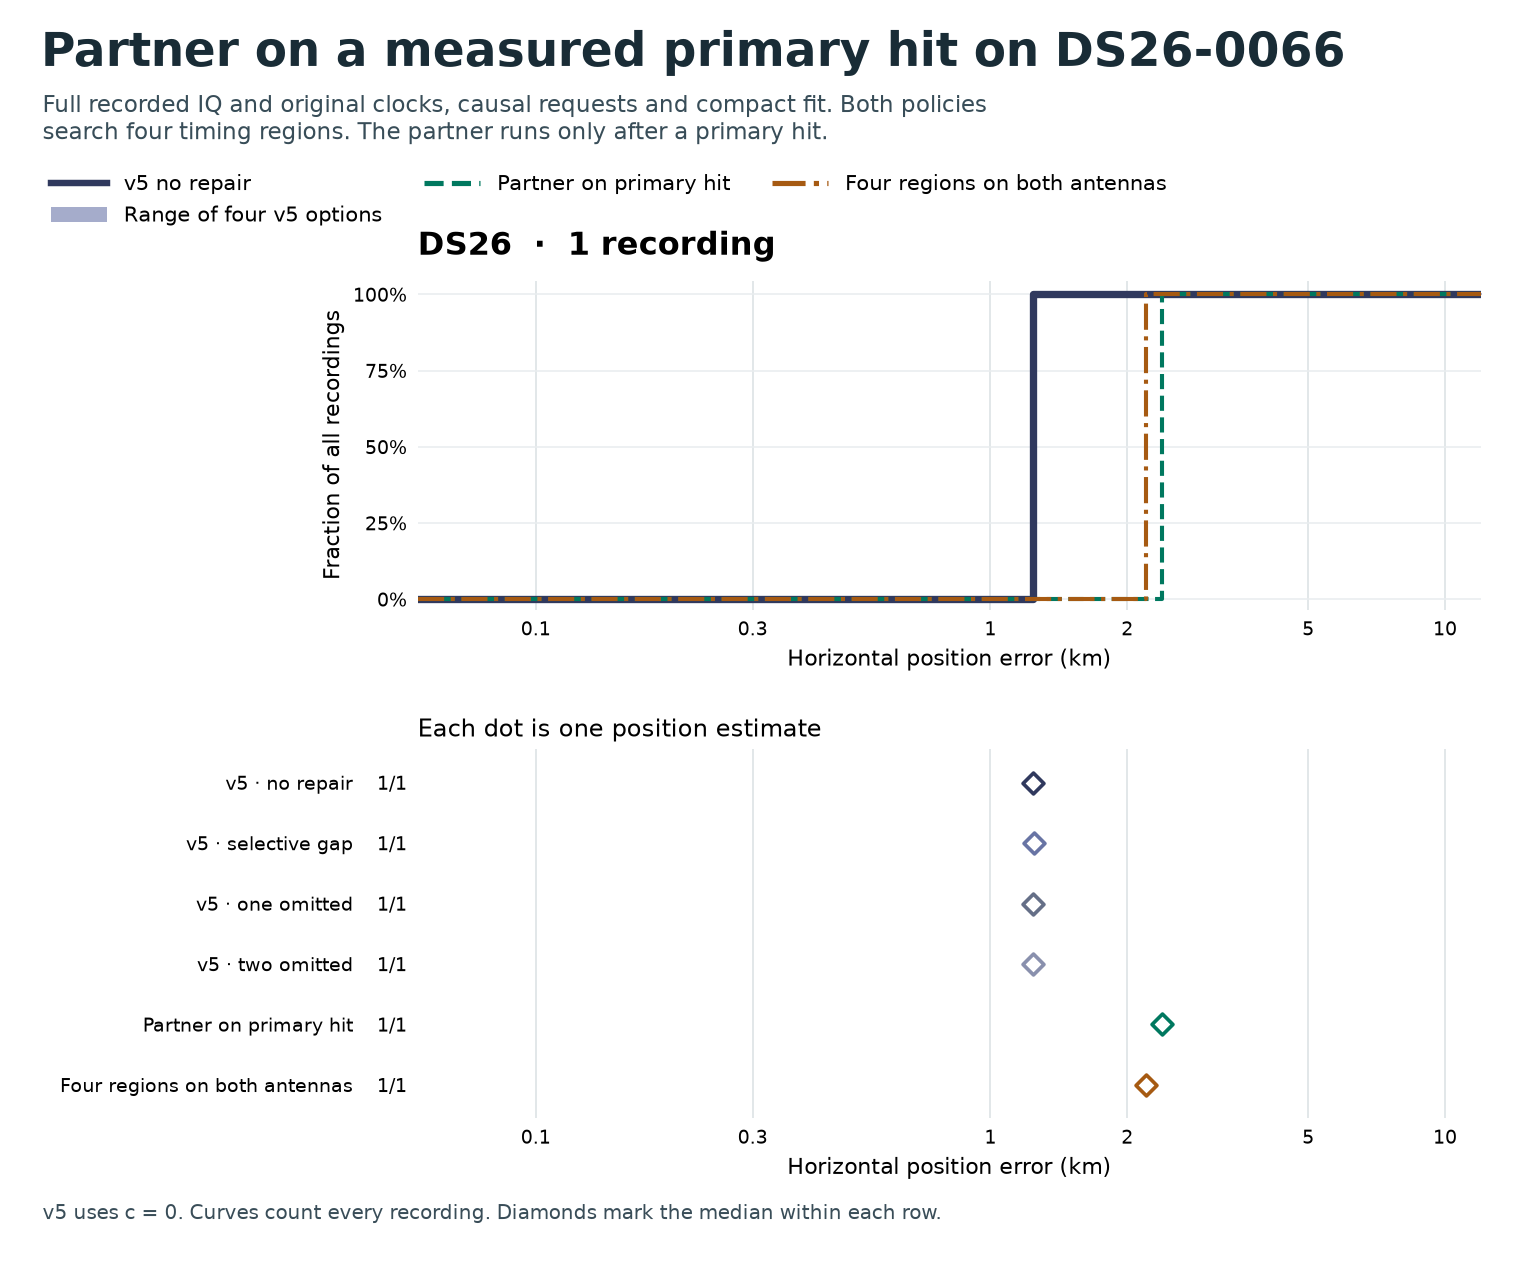 Partner on a measured primary hit on DS26-0066
Full recorded IQ and original clocks, causal requests and compact fit. Both policies
search four timing regions. The partner runs only after a primary hit.
v5 no repair
Partner on primary hit
Four regions on both antennas
Range of four v5 options
DS26 · 1 recording
Fraction of all recordings
100%
75%
50%
25%
0%
0.1 0.3 1 2 5 10
Horizontal position error (km)
Each dot is one position estimate
v5 · no repair 1/1
v5 · selective gap 1/1
v5 · one omitted 1/1
v5 · two omitted 1/1
Partner on primary hit 1/1
Four regions on both antennas 1/1
0.1 0.3 1 2 5 10
Horizontal position error (km)
v5 uses c = 0. Curves count every recording. Diamonds mark the median within each row.